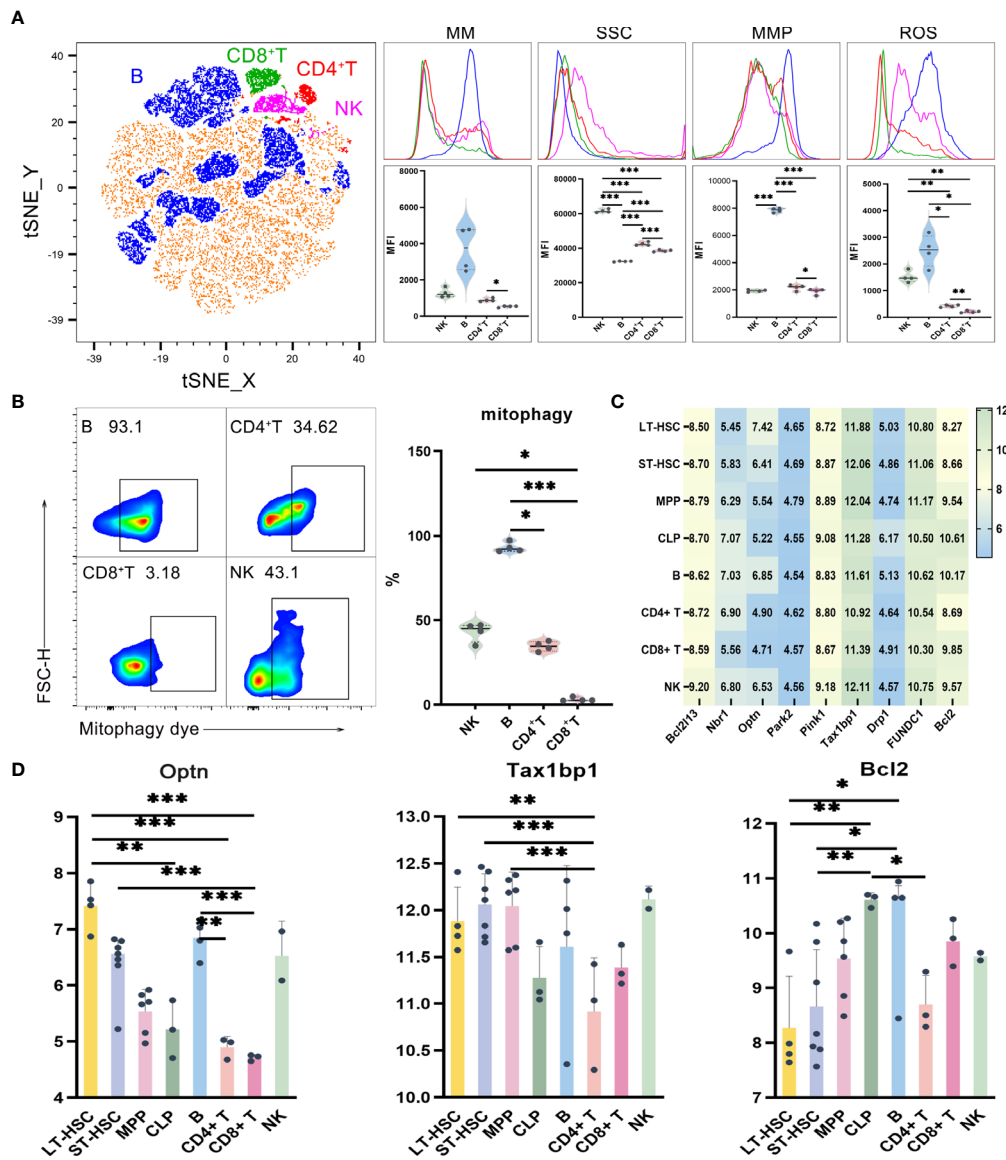 A
MM SSC MMP ROS
40
20
0
-19
-39
tSNE_Y
B
CD8⁺T
CD4⁺T
NK
-39 -19 0 20 40
tSNE_X
MFI
5000
4000
3000
2000
1000
0
*
NK B CD4⁺T CD8⁺T
MFI
80000
60000
40000
20000
0
***
***
***
***
***
***
NK B CD4⁺T CD8⁺T
MFI
10000
8000
6000
4000
2000
0
***
***
***
***
*
NK B CD4⁺T CD8⁺T
MFI
5000
4000
3000
2000
1000
0
**
**
*
*
**
NK B CD4⁺T CD8⁺T
B
B 93.1
CD4⁺T 34.62
CD8⁺T 3.18
NK 43.1
FSC-H
Mitophagy dye
mitophagy
%
150
100
50
0
*
***
*
NK B CD4⁺T CD8⁺T
C
LT-HSC 8.50 5.45 7.42 4.65 8.72 11.88 5.03 10.80 8.27
ST-HSC 8.70 5.83 6.41 4.69 8.87 12.06 4.86 11.06 8.66
MPP 8.79 6.29 5.54 4.79 8.89 12.04 4.74 11.17 9.54
CLP 8.70 7.07 5.22 4.55 9.08 11.28 6.17 10.50 10.61
B 8.62 7.03 6.85 4.54 8.83 11.61 5.13 10.62 10.17
CD4+ T 8.72 6.90 4.90 4.62 8.80 10.92 4.64 10.54 8.69
CD8+ T 8.59 5.56 4.71 4.57 8.67 11.39 4.91 10.30 9.85
NK 9.20 6.80 6.53 4.56 9.18 12.11 4.57 10.75 9.57
Bcl2l13 Nbr1 Optn Park2 Pink1 Tax1bp1 Drp1 FUNDC1 Bcl2
12
10
8
6
D
Optn
9
8
7
6
5
4
***
***
**
***
***
**
LT-HSC ST-HSC MPP CLP B CD4+ T CD8+ T NK
Tax1bp1
13.0
12.5
12.0
11.5
11.0
10.5
10.0
**
***
***
LT-HSC ST-HSC MPP CLP B CD4+ T CD8+ T NK
Bcl2
12
11
10
9
8
7
*
**
*
**
*
LT-HSC ST-HSC MPP CLP B CD4+ T CD8+ T NK